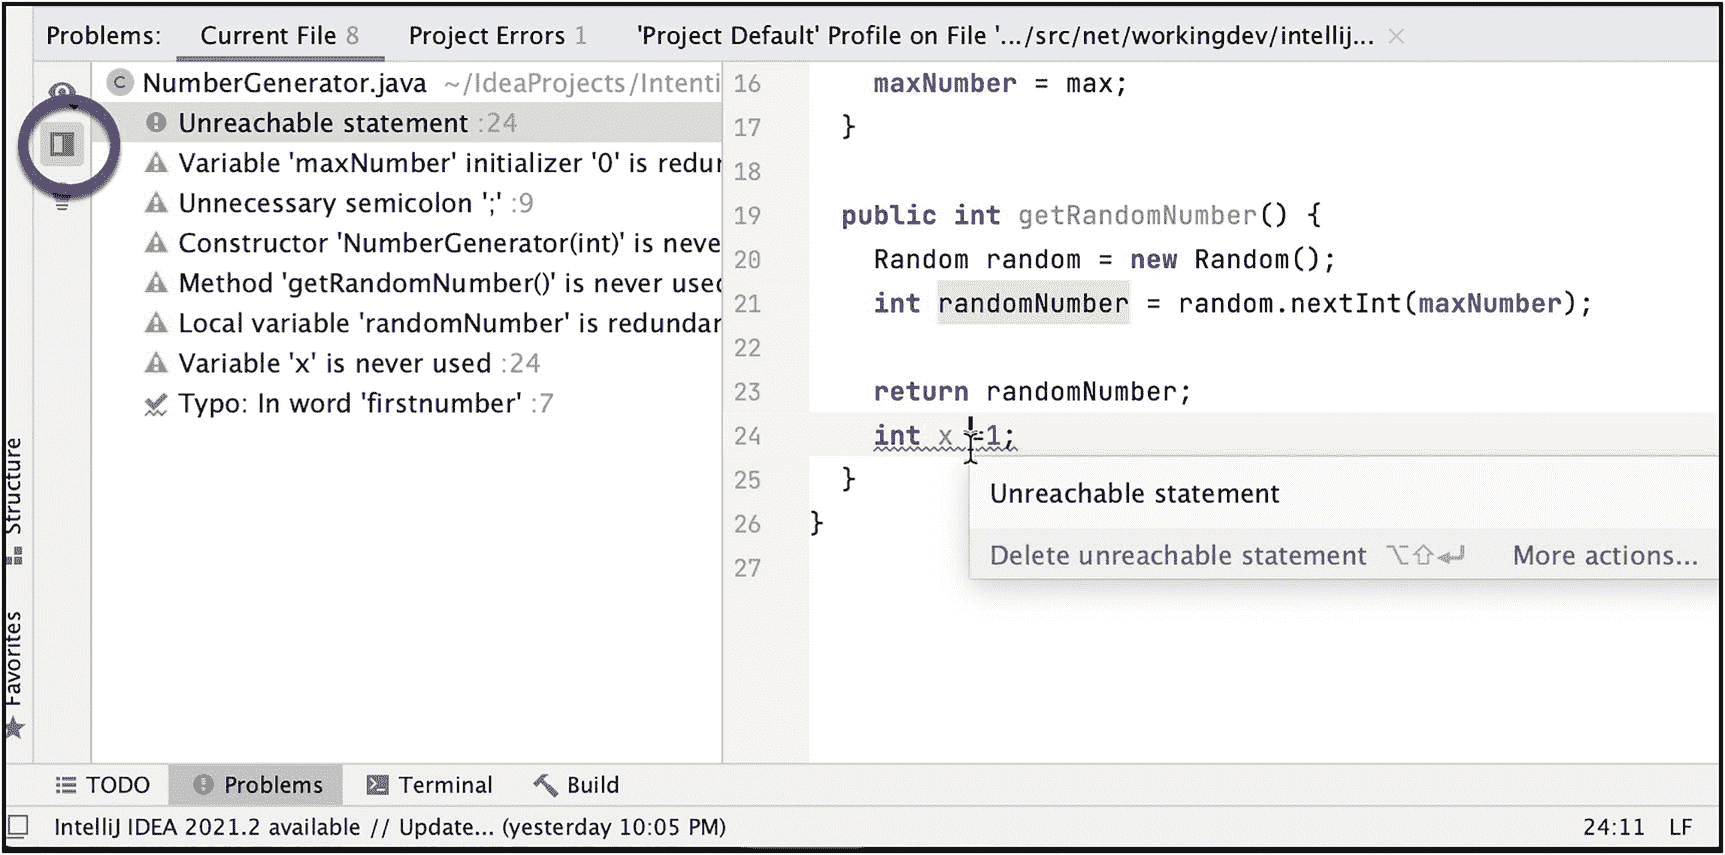 Problems: Current File 8 Project Errors 1 'Project Default' Profile on File '.../src/net/workingdev/intellij...
NumberGenerator.java ~/IdeaProjects/Intenti
Unreachable statement :24
Variable 'maxNumber' initializer '0' is redur
Unnecessary semicolon ';' :9
Constructor 'NumberGenerator(int)' is neve
Method 'getRandomNumber()' is never used
Local variable 'randomNumber' is redundar
Variable 'x' is never used :24
Typo: In word 'firstnumber' :7
16 maxNumber = max;
17 }
18
19 public int getRandomNumber() {
20 Random random = new Random();
21 int randomNumber = random.nextInt(maxNumber);
22
23 return randomNumber;
24 int x =1;
25 }
26 }
27
Unreachable statement
Delete unreachable statement ⌥⇧↵ More actions...
Structure
Favorites
TODO Problems Terminal Build
IntelliJ IDEA 2021.2 available // Update... (yesterday 10:05 PM) 24:11 LF